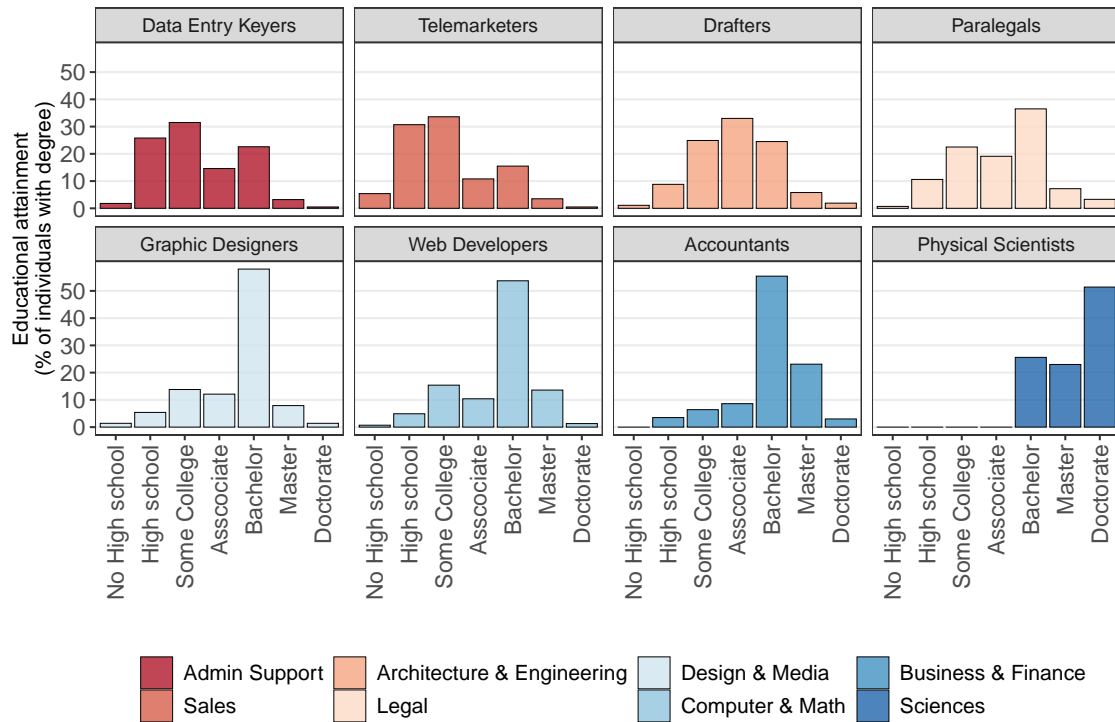 Data Entry Keyers
Telemarketers
Drafters
Paralegals
Educational attainment
(% of individuals with degree)
50
40
30
20
10
0
Graphic Designers
Web Developers
Accountants
Physical Scientists
50
40
30
20
10
0
No High school
High school
Some College
Asscociate
Bachelor
Master
Doctorate
No High school
High school
Some College
Asscociate
Bachelor
Master
Doctorate
No High school
High school
Some College
Asscociate
Bachelor
Master
Doctorate
No High school
High school
Some College
Asscociate
Bachelor
Master
Doctorate
Admin Support
Architecture & Engineering
Design & Media
Business & Finance
Sales
Legal
Computer & Math
Sciences